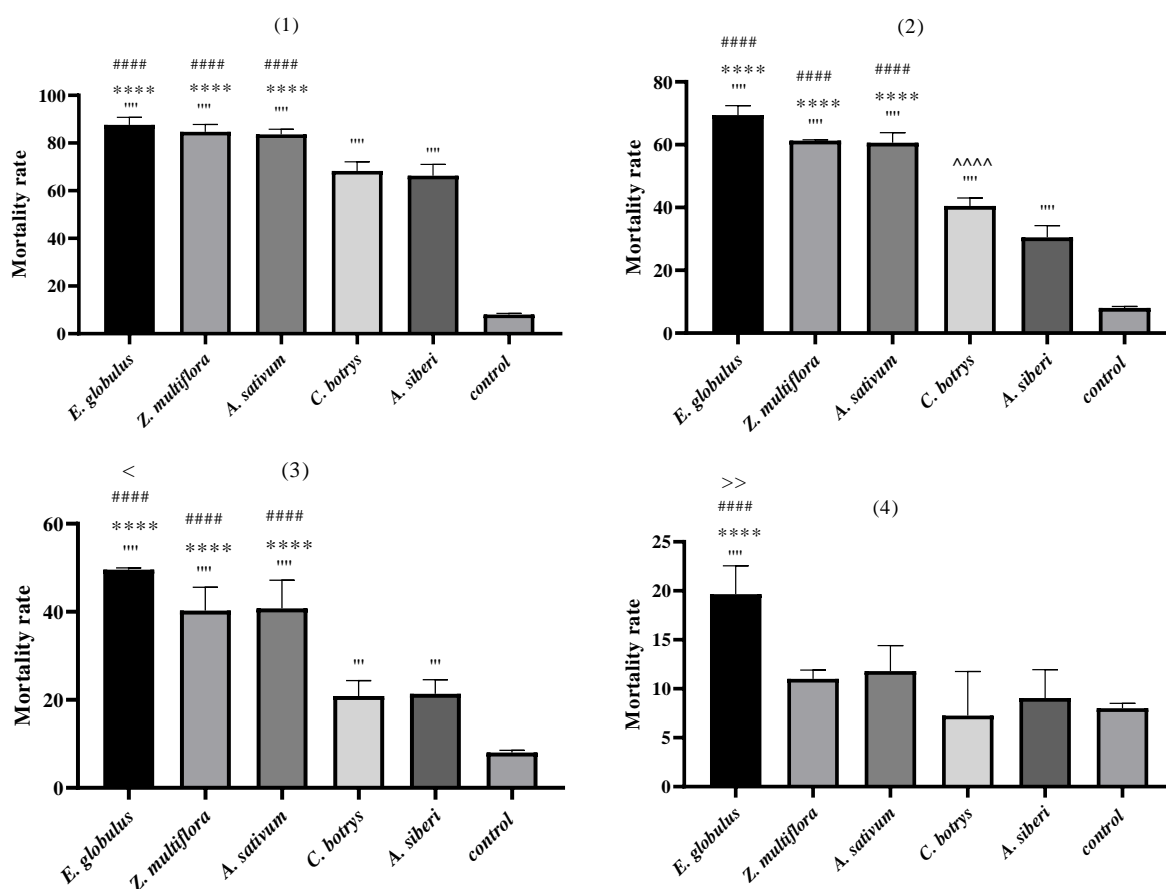 (1)
#### #### ####
**** **** ****
"" "" "" "" ""
Mortality rate
100
80
60
40
20
0
E. globulus
Z. multiflora
A. sativum
C. botrys
A. siberi
control
(2)
#### #### ####
**** **** ****
"" "" "" "" ""
^^^^
Mortality rate
80
60
40
20
0
E. globulus
Z. multiflora
A. sativum
C. botrys
A. siberi
control
(3)
<
#### #### ####
**** **** ****
"" "" "" "' "'
Mortality rate
60
40
20
0
E. globulus
Z. multiflora
A. sativum
C. botrys
A. siberi
control
(4)
>>
####
****
""
Mortality rate
25
20
15
10
5
0
E. globulus
Z. multiflora
A. sativum
C. botrys
A. siberi
control